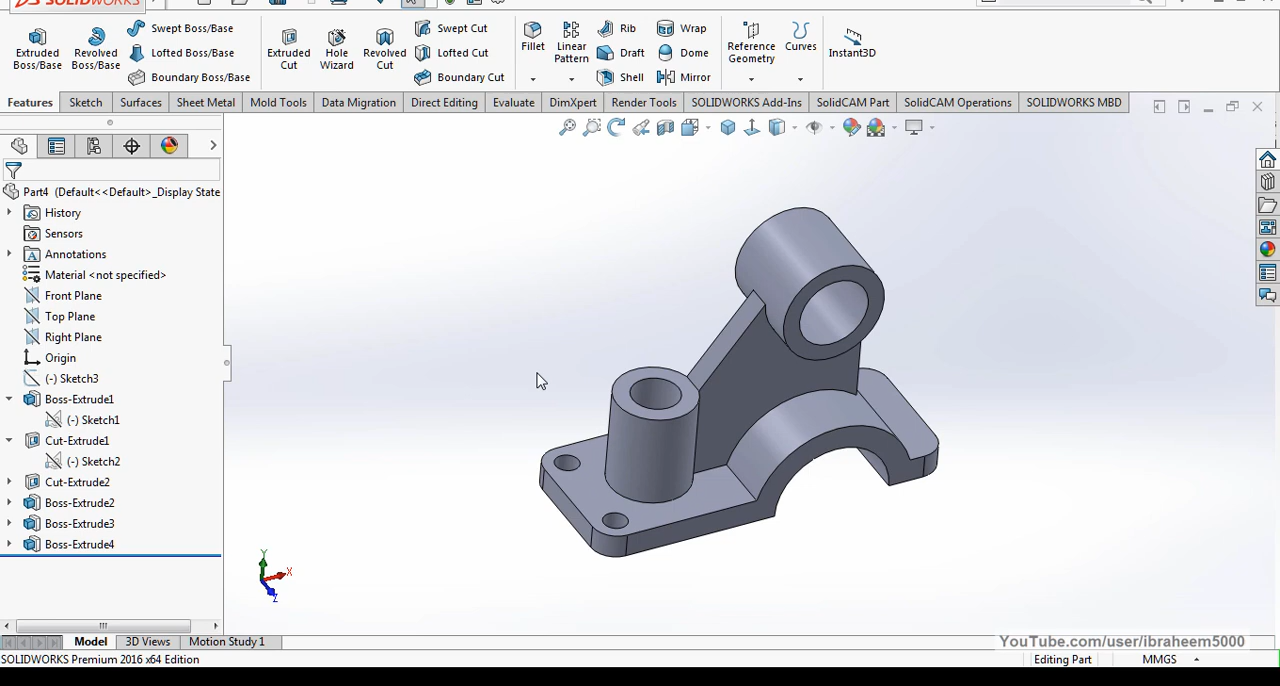 SOLIDWORKS
Extruded Boss/Base
Revolved Boss/Base
Swept Boss/Base
Lofted Boss/Base
Boundary Boss/Base
Extruded Cut
Hole Wizard
Revolved Cut
Swept Cut
Lofted Cut
Boundary Cut
Fillet
Linear Pattern
Rib
Draft
Shell
Wrap
Dome
Mirror
Reference Geometry
Curves
Instant3D
Features Sketch Surfaces Sheet Metal Mold Tools Data Migration Direct Editing Evaluate DimXpert Render Tools SOLIDWORKS Add-Ins SolidCAM Part SolidCAM Operations SOLIDWORKS MBD
Part4 (Default<<Default>_Display State
History
Sensors
A Annotations
Material <not specified>
Front Plane
Top Plane
Right Plane
Origin
(-) Sketch3
Boss-Extrude1
(-) Sketch1
Cut-Extrude1
(-) Sketch2
Cut-Extrude2
Boss-Extrude2
Boss-Extrude3
Boss-Extrude4
Y
X
Z
Model 3D Views Motion Study 1
YouTube.com/user/ibraheem5000
SOLIDWORKS Premium 2016 x64 Edition Editing Part MMGS